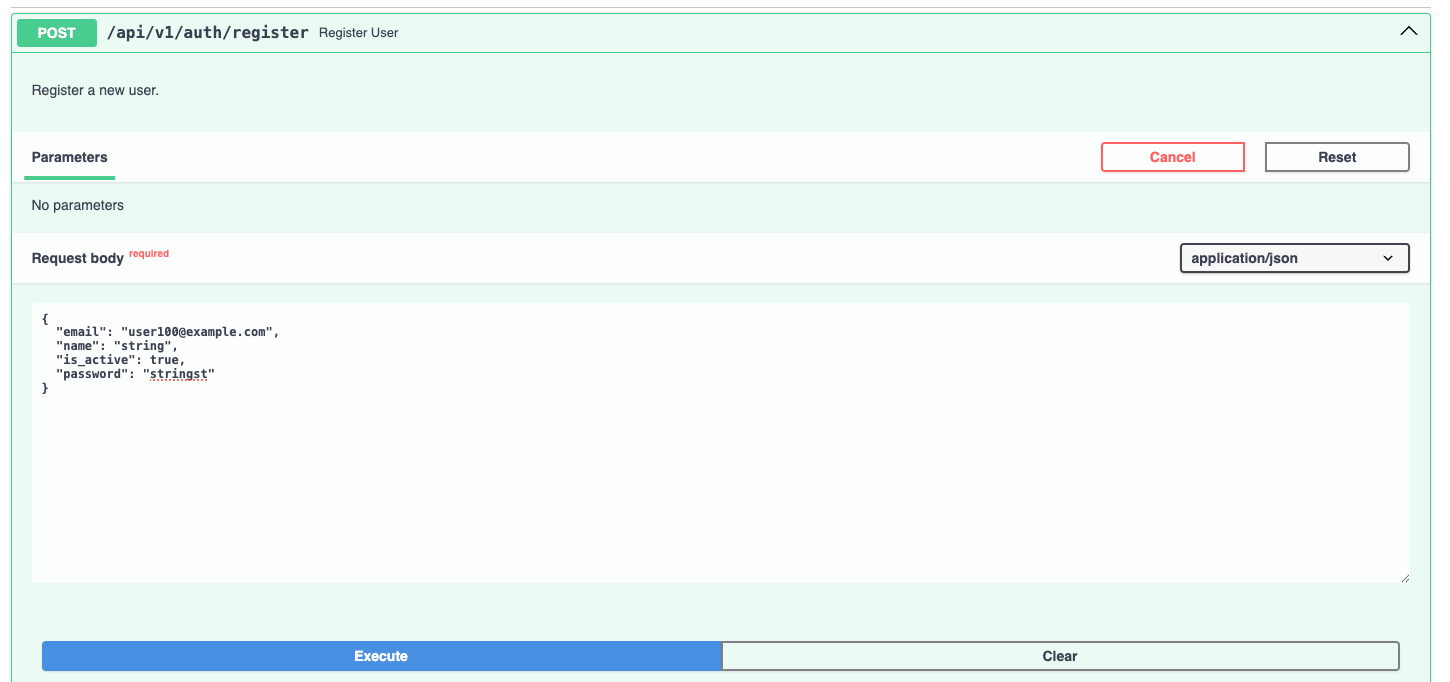 POST /api/v1/auth/register Register User
Register a new user.
Parameters
Cancel
Reset
No parameters
Request body required
application/json
{
  "email": "user100@example.com",
  "name": "string",
  "is_active": true,
  "password": "stringst"
}
Execute
Clear